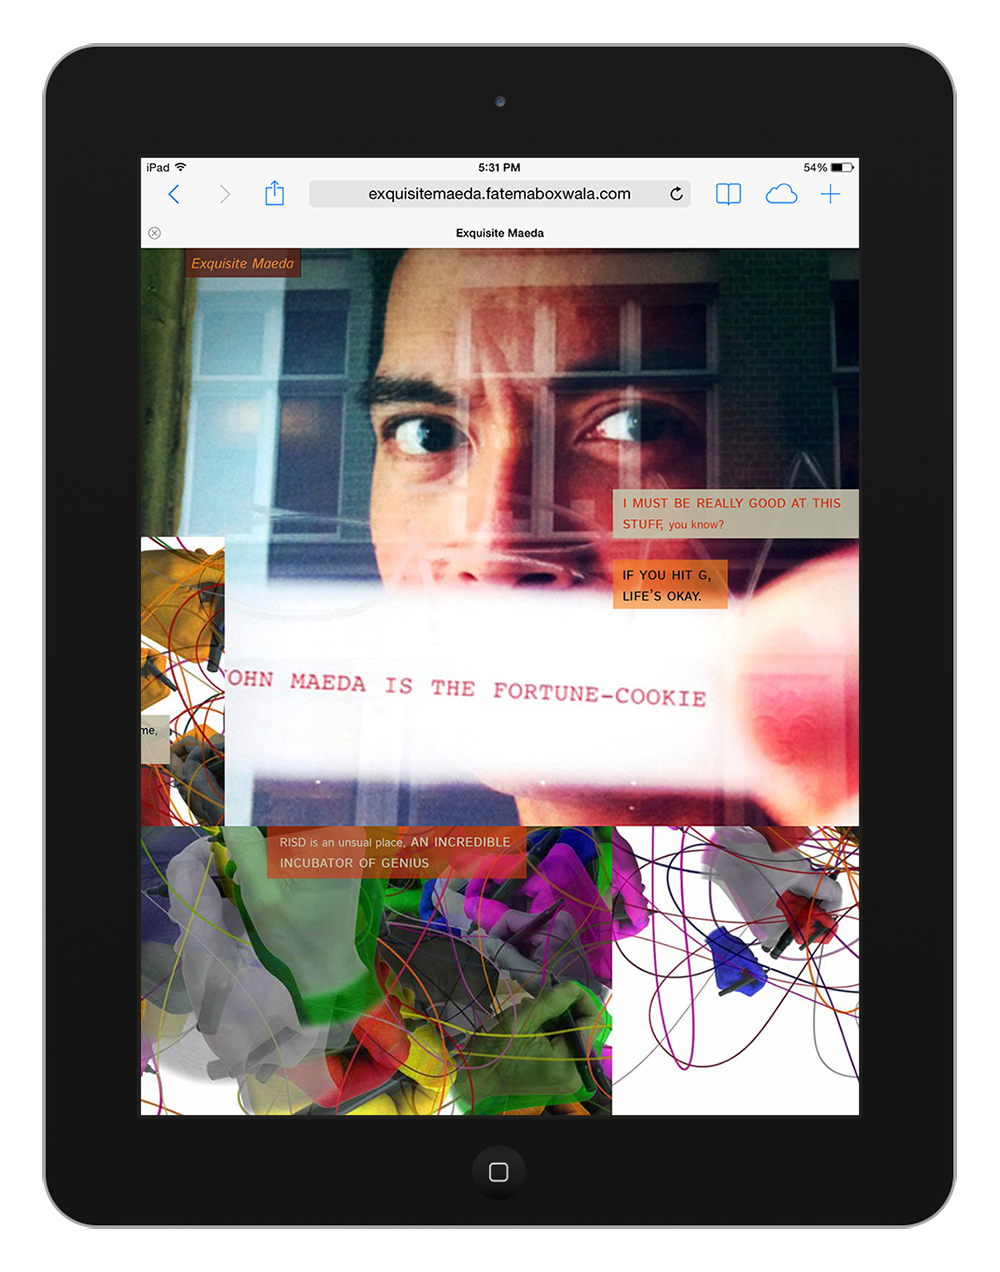 iPad
5:31 PM
54%
exquisitemaeda.fatemaboxwala.com
Exquisite Maeda
Exquisite Maeda
I MUST BE REALLY GOOD AT THIS
STUFF, you know?
IF YOU HIT G,
LIFE'S OKAY.
OHN MAEDA IS THE FORTUNE-COOKIE
me,
RISD is an unsual place, AN INCREDIBLE
INCUBATOR OF GENIUS